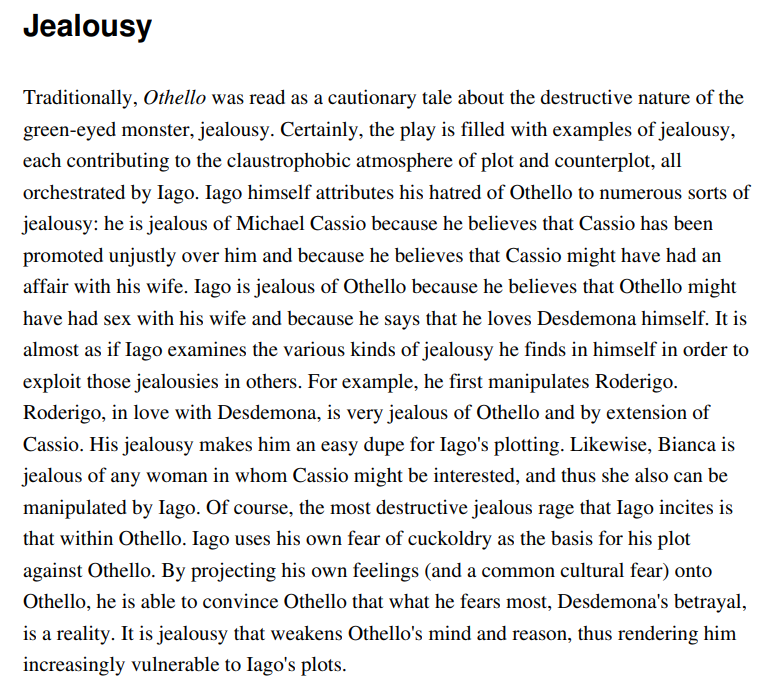 Jealousy
Traditionally, Othello was read as a cautionary tale about the destructive nature of the
green-eyed monster, jealousy. Certainly, the play is filled with examples of jealousy,
each contributing to the claustrophobic atmosphere of plot and counterplot, all
orchestrated by Iago. Iago himself attributes his hatred of Othello to numerous sorts of
jealousy: he is jealous of Michael Cassio because he believes that Cassio has been
promoted unjustly over him and because he believes that Cassio might have had an
affair with his wife. Iago is jealous of Othello because he believes that Othello might
have had sex with his wife and because he says that he loves Desdemona himself. It is
almost as if Iago examines the various kinds of jealousy he finds in himself in order to
exploit those jealousies in others. For example, he first manipulates Roderigo.
Roderigo, in love with Desdemona, is very jealous of Othello and by extension of
Cassio. His jealousy makes him an easy dupe for Iago's plotting. Likewise, Bianca is
jealous of any woman in whom Cassio might be interested, and thus she also can be
manipulated by Iago. Of course, the most destructive jealous rage that Iago incites is
that within Othello. Iago uses his own fear of cuckoldry as the basis for his plot
against Othello. By projecting his own feelings (and a common cultural fear) onto
Othello, he is able to convince Othello that what he fears most, Desdemona's betrayal,
is a reality. It is jealousy that weakens Othello's mind and reason, thus rendering him
increasingly vulnerable to Iago's plots.